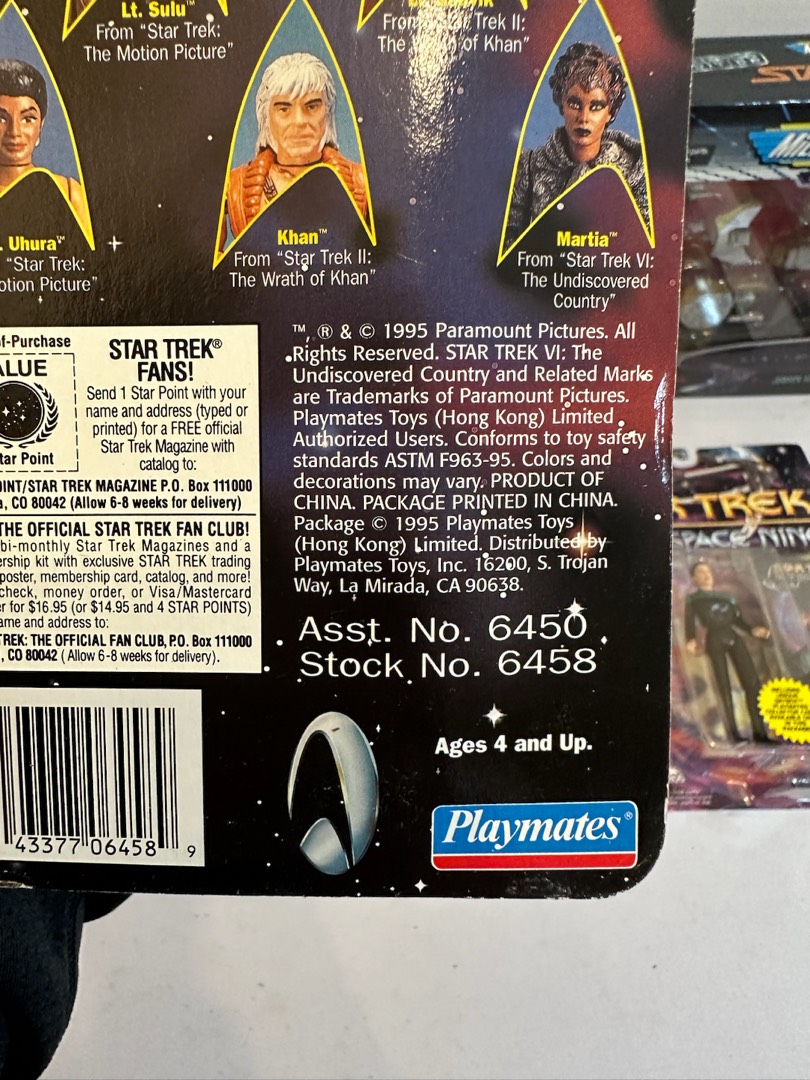 Lt. Sulu™
From "Star Trek:
The Motion Picture"
From Star Trek II:
The Wrath of Khan"
Uhura™
"Star Trek:
otion Picture"
Khan™
From "Star Trek II:
The Wrath of Khan"
Martia™
From "Star Trek VI:
The Undiscovered
Country"
™, ® & © 1995 Paramount Pictures. All
Rights Reserved. STAR TREK VI: The
Undiscovered Country and Related Marks
are Trademarks of Paramount Pictures.
Playmates Toys (Hong Kong) Limited
Authorized Users. Conforms to toy safety
standards ASTM F963-95. Colors and
decorations may vary. PRODUCT OF
CHINA. PACKAGE PRINTED IN CHINA.
Package © 1995 Playmates Toys
(Hong Kong) Limited. Distributed by
Playmates Toys, Inc. 16200, S. Trojan
Way, La Mirada, CA 90638.
Asst. No. 6450
Stock No. 6458
f-Purchase
ALUE
tar Point
STAR TREK®
FANS!
Send 1 Star Point with your
name and address (typed or
printed) for a FREE official
Star Trek Magazine with
catalog to:
OINT/STAR TREK MAGAZINE P.O. Box 111000
, CO 80042 (Allow 6-8 weeks for delivery)
THE OFFICIAL STAR TREK FAN CLUB!
bi-monthly Star Trek Magazines and a
ership kit with exclusive STAR TREK trading
poster, membership card, catalog, and more!
check, money order, or Visa/Mastercard
r for $16.95 (or $14.95 and 4 STAR POINTS)
ame and address to:
TREK: THE OFFICIAL FAN CLUB, P.O. Box 111000
, CO 80042 (Allow 6-8 weeks for delivery).
43377 06458 9
Ages 4 and Up.
Playmates®
TREK
SPACE NINE